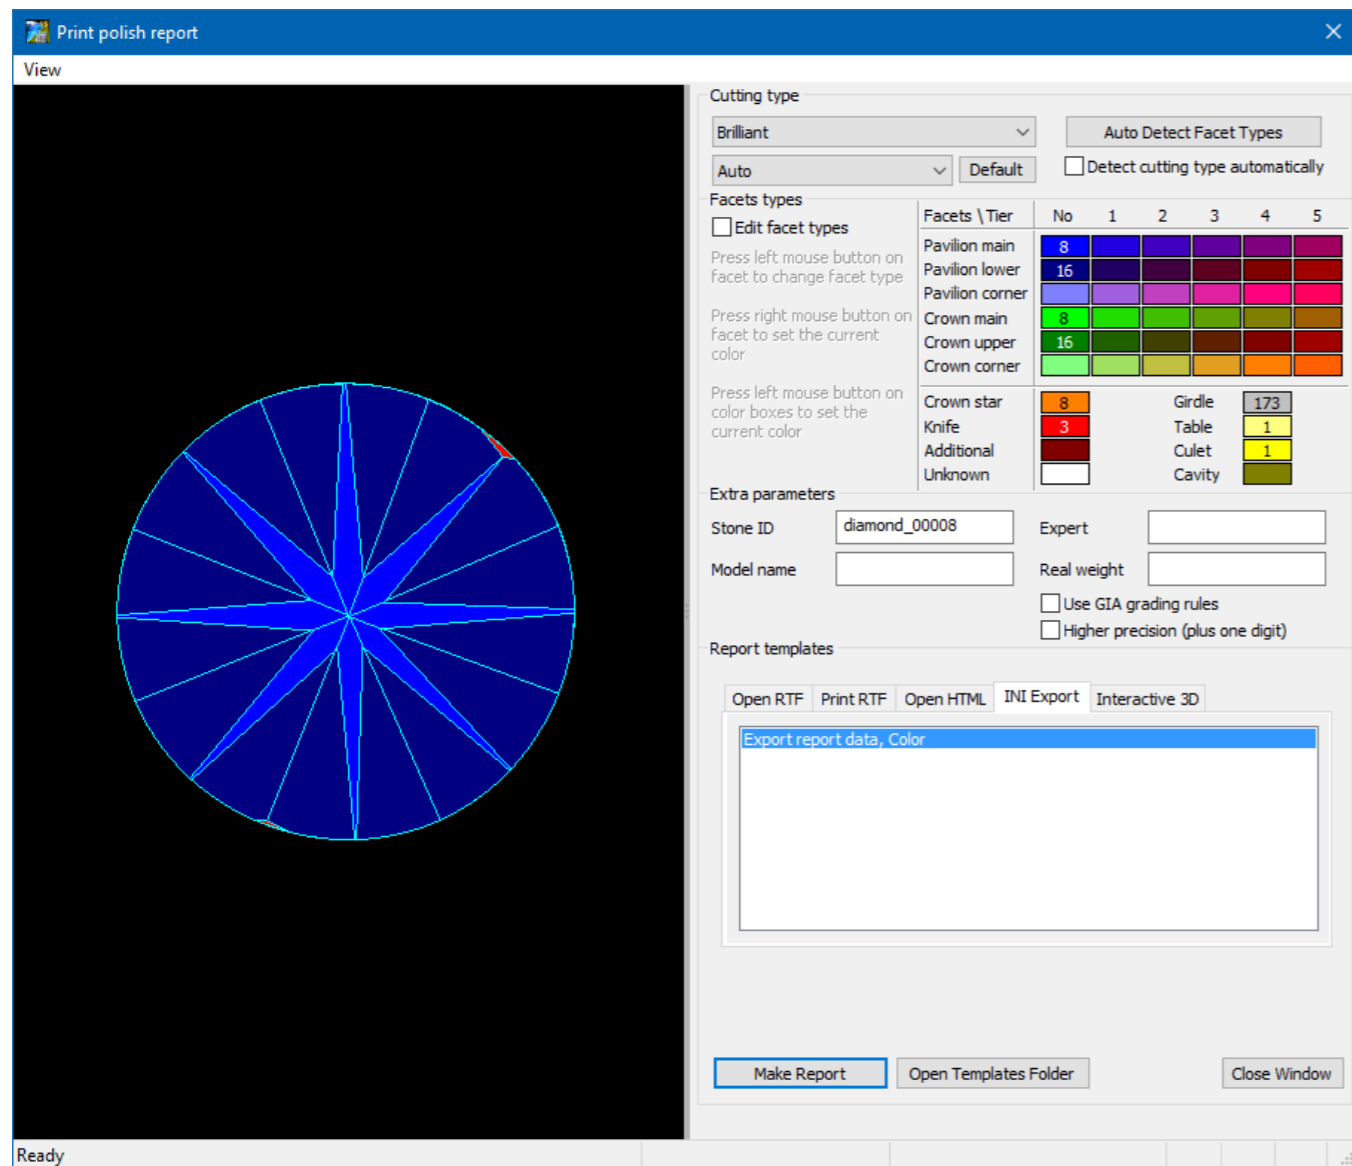 Print polish report
View
Cutting type
Brilliant
Auto Detect Facet Types
Auto
Default
Detect cutting type automatically
Facets types
Edit facet types
Press left mouse button on
facet to change facet type
Press right mouse button on
facet to set the current
color
Press left mouse button on
color boxes to set the
current color
Facets \ Tier No 1 2 3 4 5
Pavilion main 8
Pavilion lower 16
Pavilion corner
Crown main 8
Crown upper 16
Crown corner
Crown star 8 Girdle 173
Knife 3 Table 1
Additional Culet 1
Unknown Cavity
Extra parameters
Stone ID diamond_00008 Expert
Model name Real weight
Use GIA grading rules
Higher precision (plus one digit)
Report templates
Open RTF Print RTF Open HTML INI Export Interactive 3D
Export report data, Color
Make Report Open Templates Folder Close Window
Ready